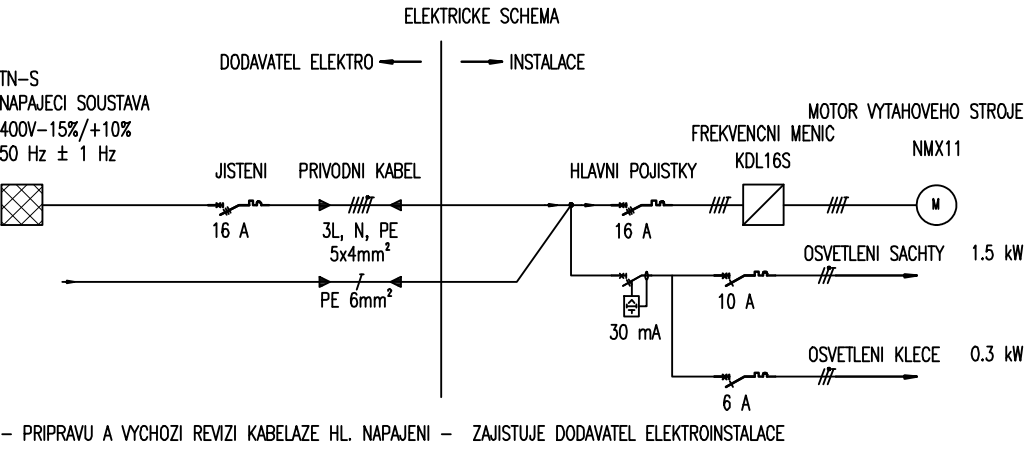 ELEKTRICKE SCHEMA
DODAVATEL ELEKTRO
INSTALACE
TN-S
NAPAJECI SOUSTAVA
400V-15%/+10%
50 Hz ± 1 Hz
MOTOR VYTAHOVEHO STROJE
NMX11
FREKVENCNI MENIC
KDL16S
JISTENI
PRIVODNI KABEL
HLAVNI POJISTKY
M
16 A
3L, N, PE
5x4mm²
16 A
OSVETLENI SACHTY 1.5 kW
PE 6mm²
10 A
30 mA
OSVETLENI KLECE 0.3 kW
6 A
- PRIPRAVU A VYCHOZI REVIZI KABELAZE HL. NAPAJENI - ZAJISTUJE DODAVATEL ELEKTROINSTALACE